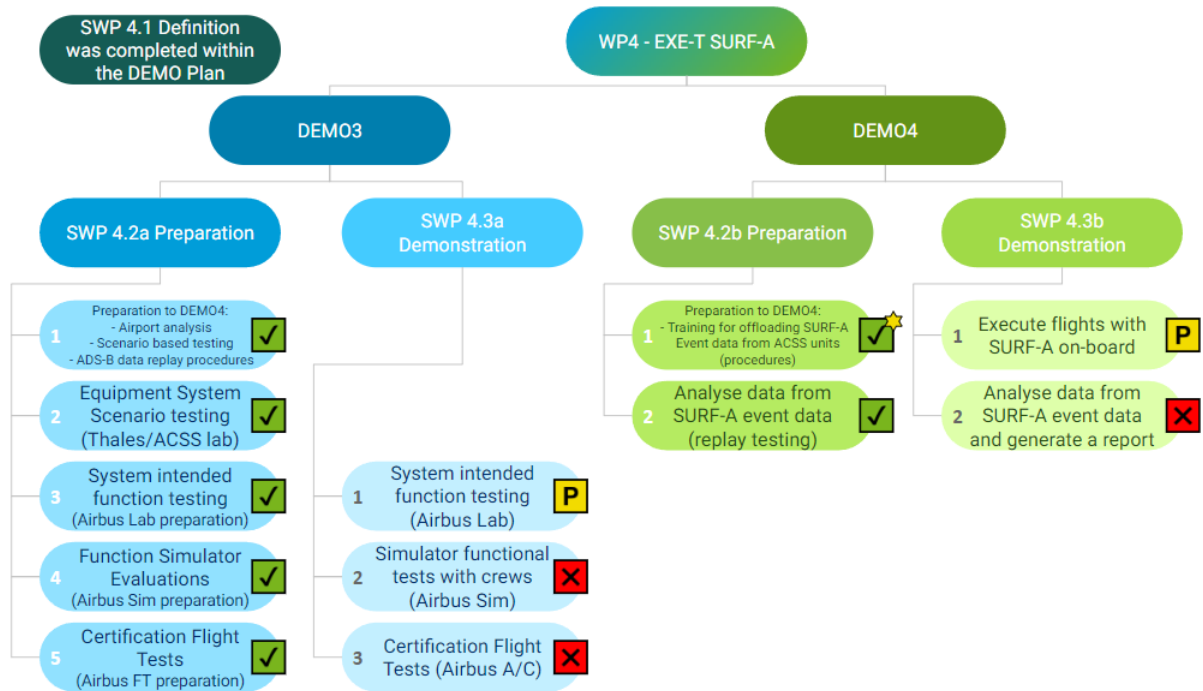 SWP 4.1 Definition
was completed within
the DEMO Plan
WP4 - EXE-T SURF-A
DEMO3
DEMO4
SWP 4.2a Preparation
SWP 4.3a
Demonstration
SWP 4.2b Preparation
SWP 4.3b
Demonstration
1
Preparation to DEMO4:
- Airport analysis
- Scenario based testing
- ADS-B data replay procedures
2
Equipment System
Scenario testing
(Thales/ACSS lab)
3
System intended
function testing
(Airbus Lab preparation)
4
Function Simulator
Evaluations
(Airbus Sim preparation)
5
Certification Flight
Tests
(Airbus FT preparation)
1
System intended
function testing
(Airbus Lab)
P
2
Simulator functional
tests with crews
(Airbus Sim)
3
Certification Flight
Tests (Airbus A/C)
1
Preparation to DEMO4:
- Training for offloading SURF-A
Event data from ACSS units
(procedures)
2
Analyse data from
SURF-A event data
(replay testing)
1
Execute flights with
SURF-A on-board
P
2
Analyse data from
SURF-A event data
and generate a report